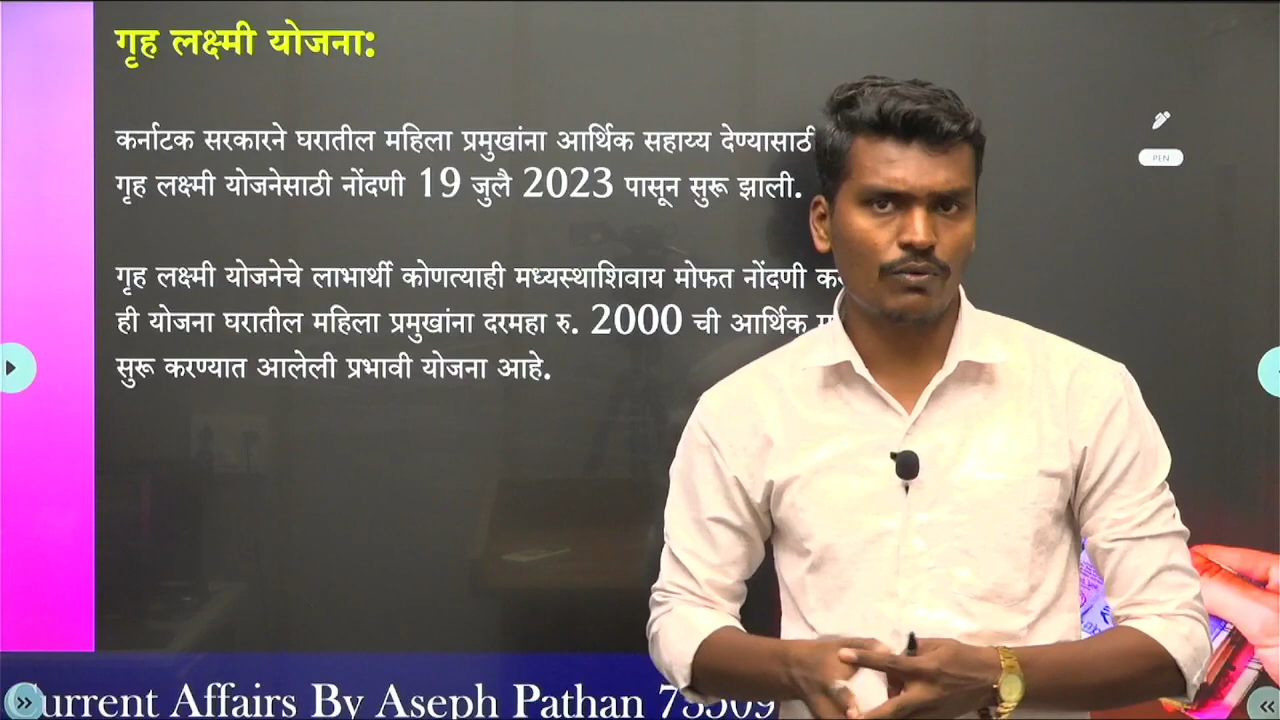 गृह लक्ष्मी योजना:
कर्नाटक सरकारने घरातील महिला प्रमुखांना आर्थिक सहाय्य देण्यासाठी
गृह लक्ष्मी योजनेसाठी नोंदणी 19 जुलै 2023 पासून सुरू झाली.
गृह लक्ष्मी योजनेचे लाभार्थी कोणत्याही मध्यस्थाशिवाय मोफत नोंदणी
ही योजना घरातील महिला प्रमुखांना दरमहा रु. 2000 ची आर्थिक
सुरू करण्यात आलेली प्रभावी योजना आहे.
PEN
Current Affairs By Aseph Pathan